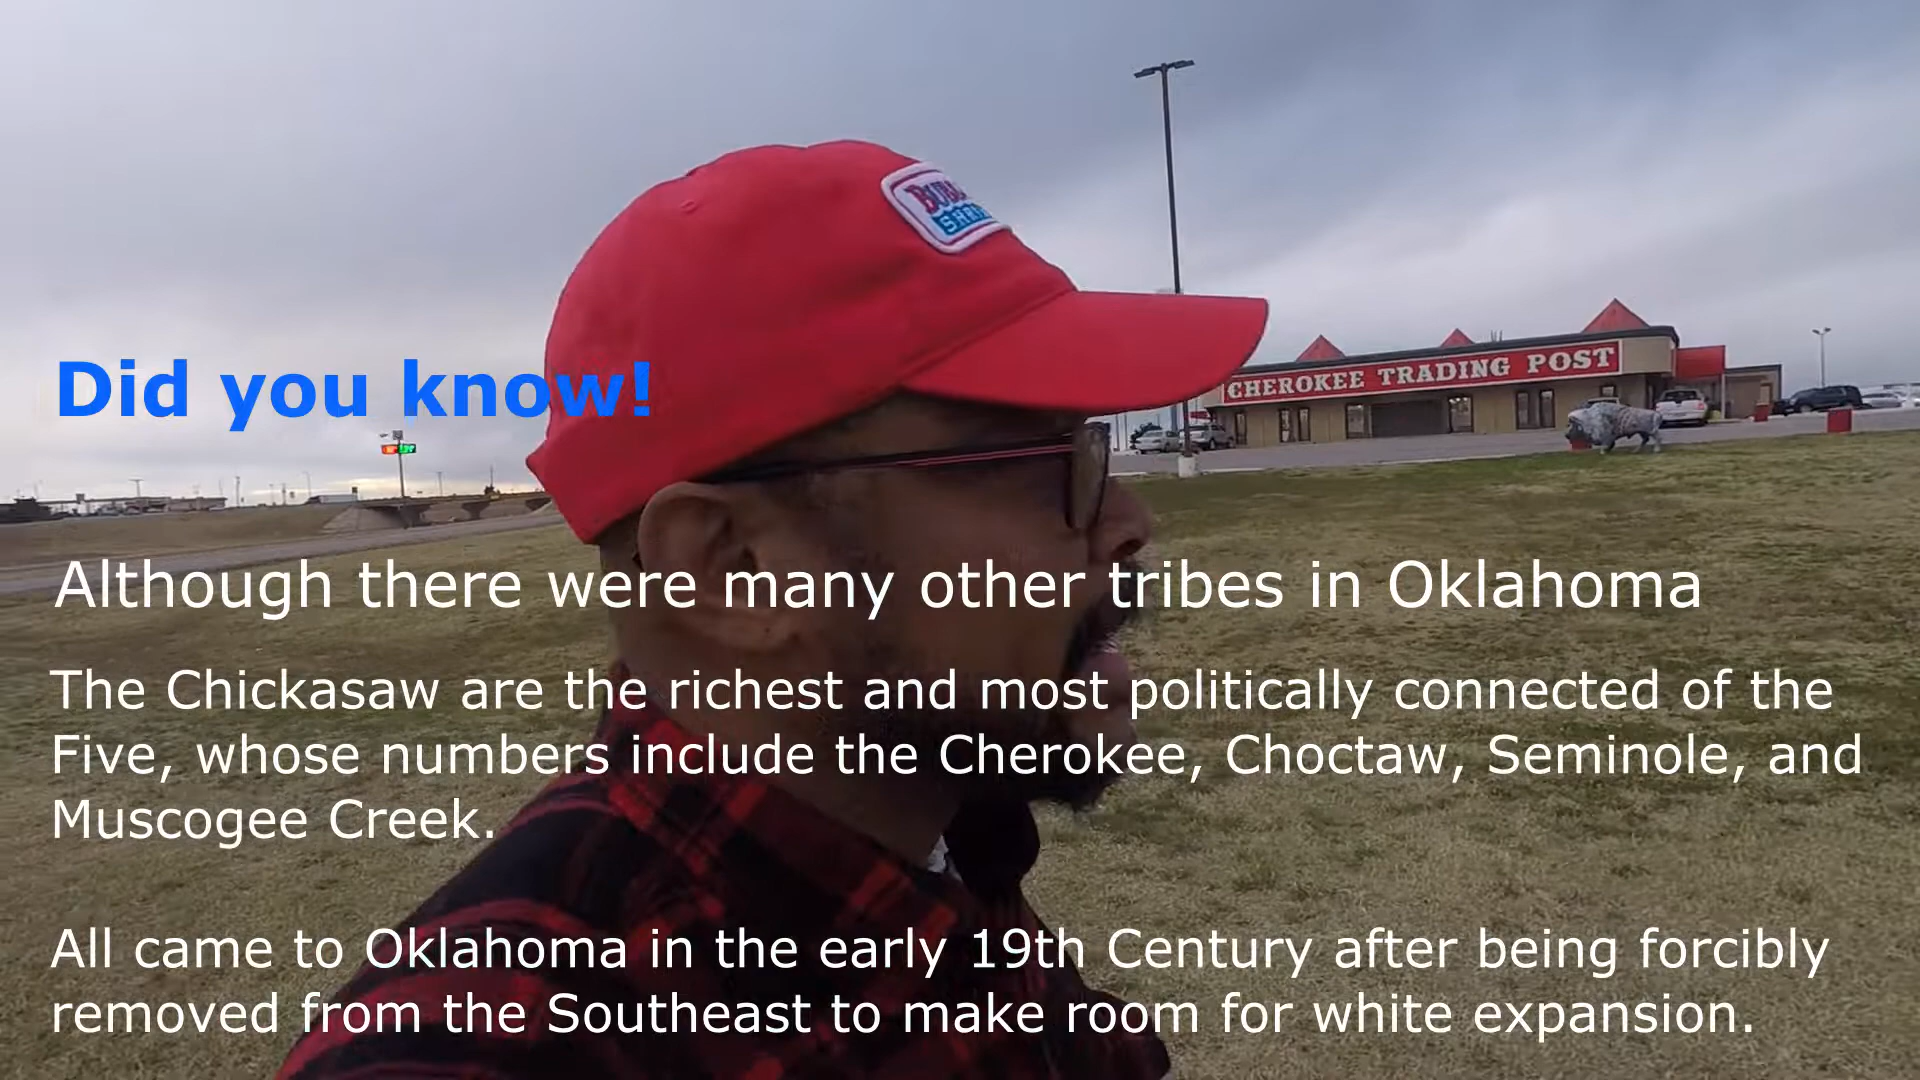 CHEROKEE TRADING POST
Did you know!
Although there were many other tribes in Oklahoma
The Chickasaw are the richest and most politically connected of the
Five, whose numbers include the Cherokee, Choctaw, Seminole, and
Muscogee Creek.
All came to Oklahoma in the early 19th Century after being forcibly
removed from the Southeast to make room for white expansion.